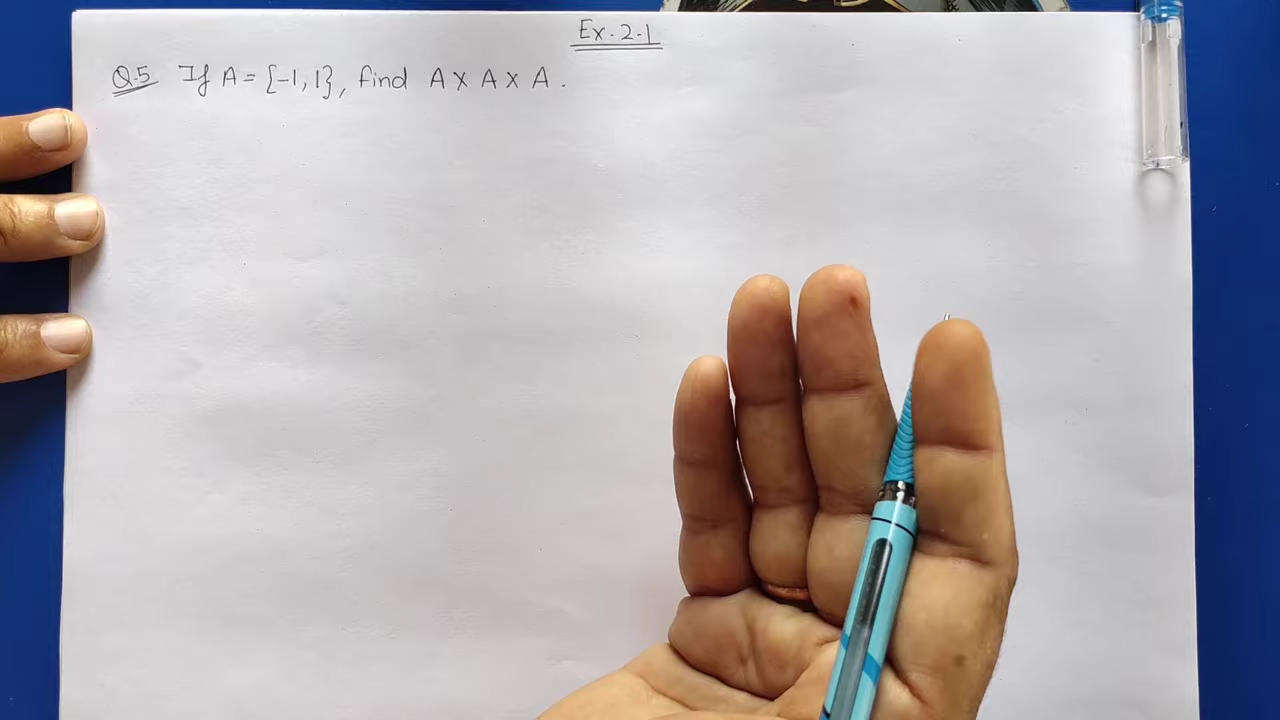 Ex. 2.1
Q.5 If A = {-1, 1}, find A × A × A.